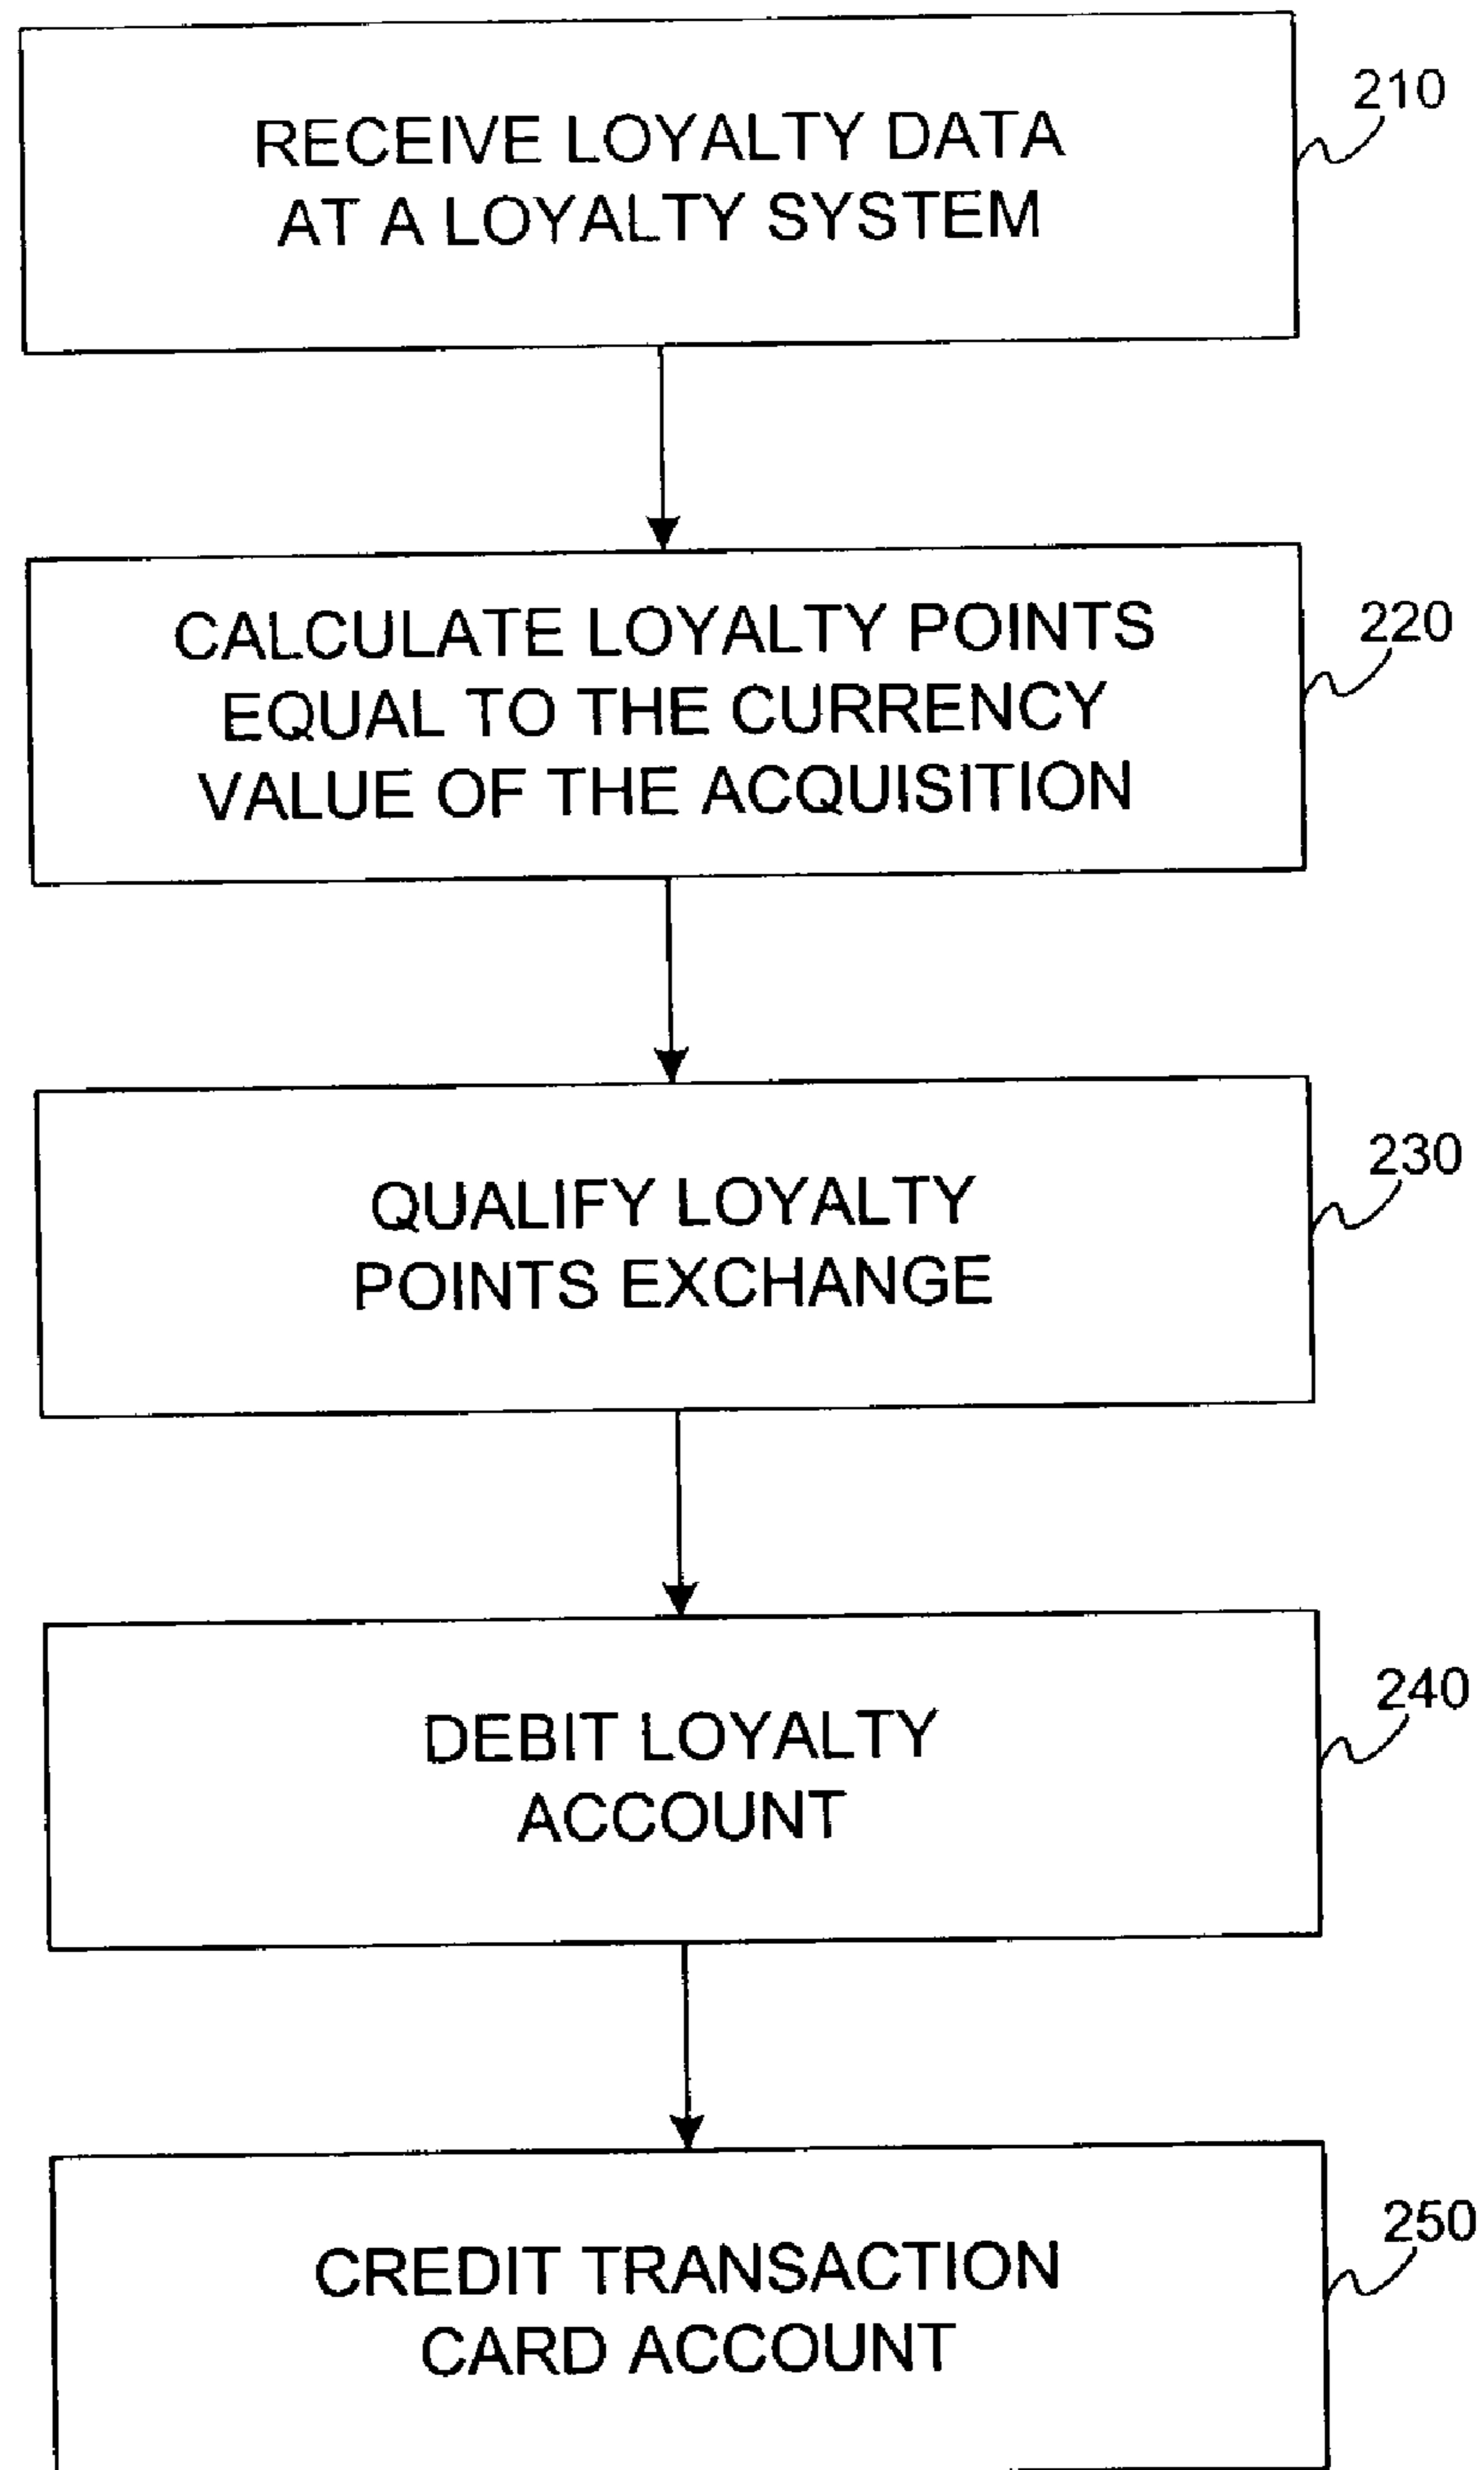 RECEIVE LOYALTY DATA
AT A LOYALTY SYSTEM
210
CALCULATE LOYALTY POINTS
EQUAL TO THE CURRENCY
VALUE OF THE ACQUISITION
220
QUALIFY LOYALTY
POINTS EXCHANGE
230
DEBIT LOYALTY
ACCOUNT
240
CREDIT TRANSACTION
CARD ACCOUNT
250